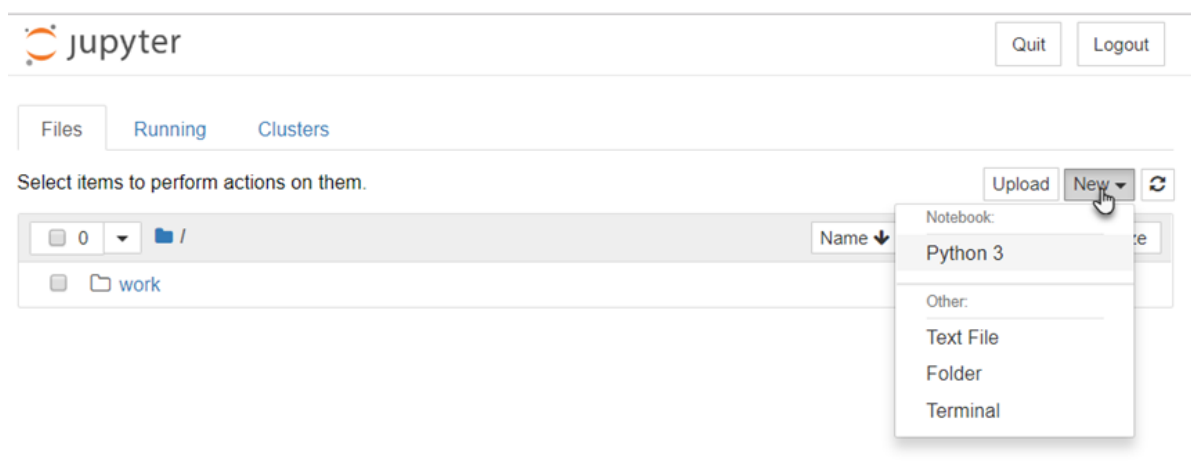 jupyter
Quit Logout
Files Running Clusters
Select items to perform actions on them.
Upload New
0 / Name
work
Notebook:
Python 3
Other:
Text File
Folder
Terminal